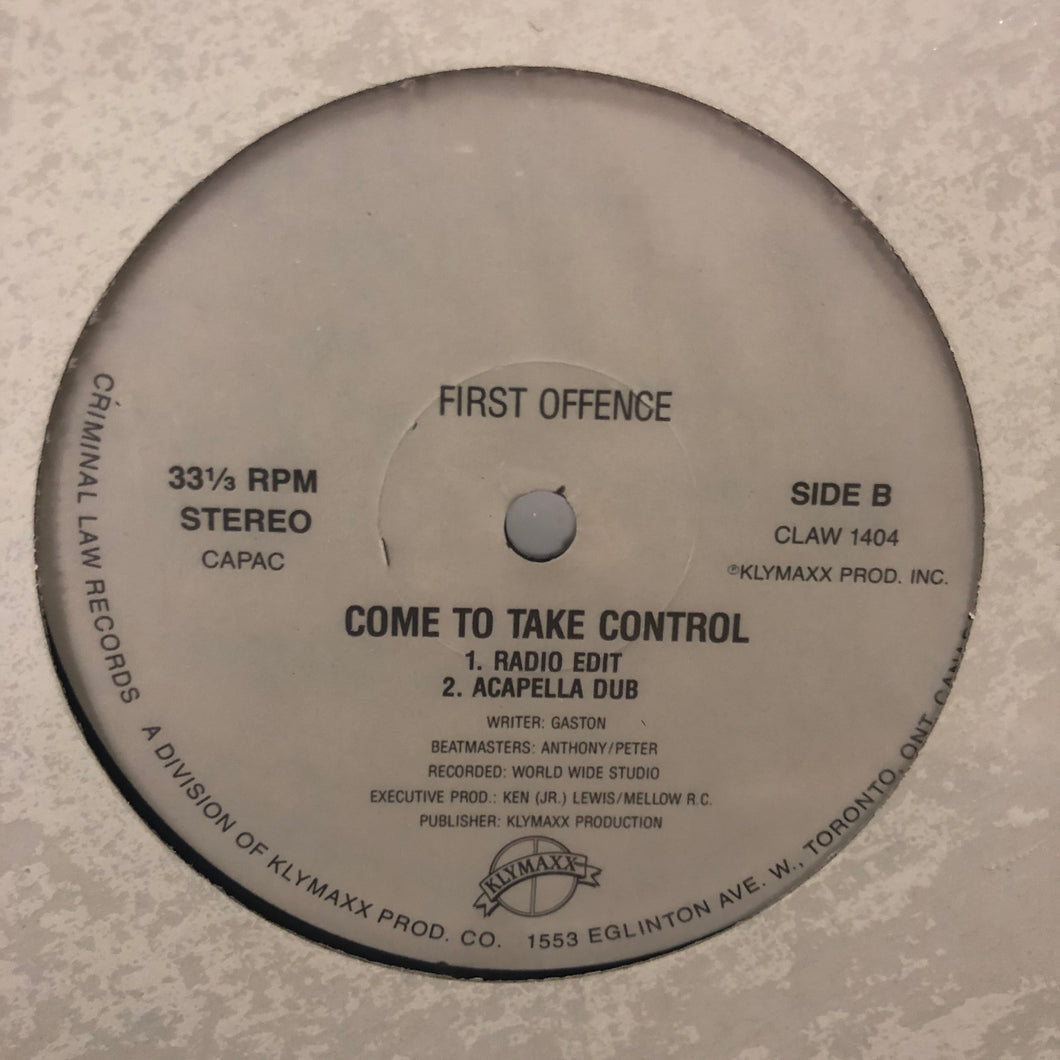 FIRST OFFENCE
33⅓ RPM
STEREO
CAPAC
SIDE B
CLAW 1404
℗KLYMAXX PROD. INC.
COME TO TAKE CONTROL
1. RADIO EDIT
2. ACAPELLA DUB
WRITER: GASTON
BEATMASTERS: ANTHONY/PETER
RECORDED: WORLD WIDE STUDIO
EXECUTIVE PROD.: KEN (JR.) LEWIS/MELLOW R.C.
PUBLISHER: KLYMAXX PRODUCTION
KLYMAXX
CRIMINAL LAW RECORDS A DIVISION OF KLYMAXX PROD. CO. 1553 EGLINTON AVE. W., TORONTO, ONT.